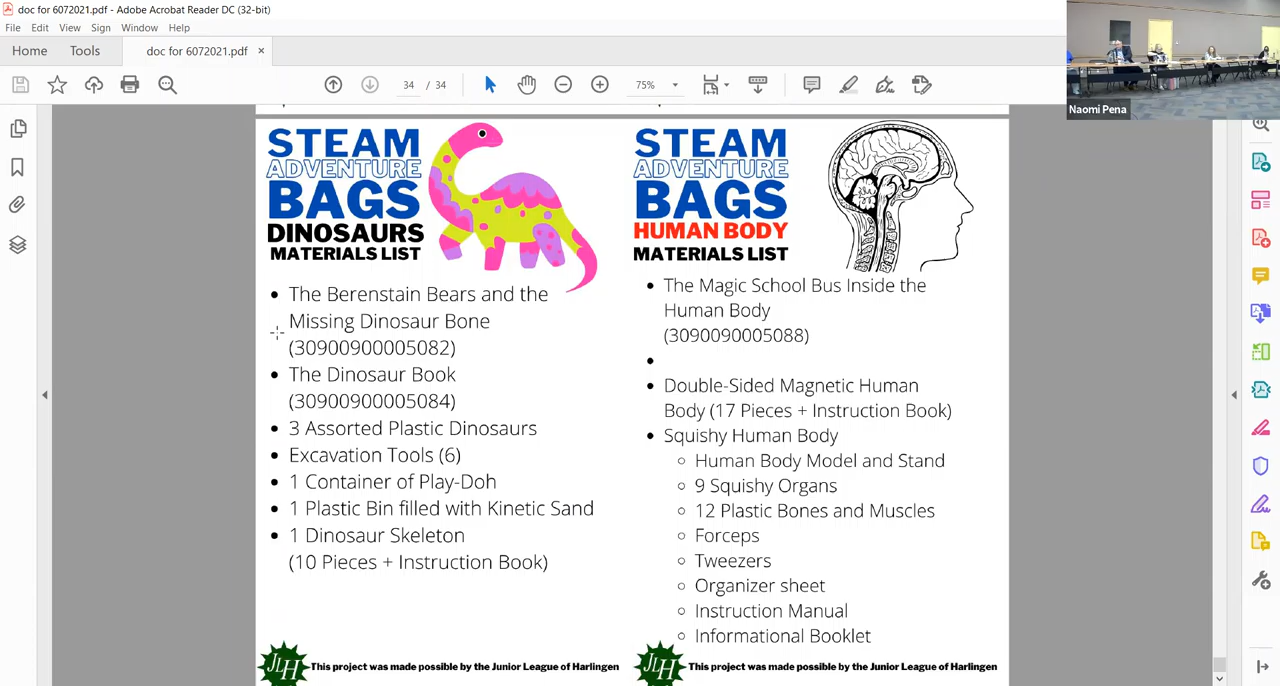 doc for 6072021.pdf - Adobe Acrobat Reader DC (32-bit)
File Edit View Sign Window Help
Home Tools doc for 6072021.pdf ×
34 / 34 75%
Naomi Pena
STEAM
ADVENTURE
BAGS
DINOSAURS
MATERIALS LIST
• The Berenstain Bears and the
Missing Dinosaur Bone
(30900900005082)
• The Dinosaur Book
(30900900005084)
• 3 Assorted Plastic Dinosaurs
• Excavation Tools (6)
• 1 Container of Play-Doh
• 1 Plastic Bin filled with Kinetic Sand
• 1 Dinosaur Skeleton
(10 Pieces + Instruction Book)
JLH This project was made possible by the Junior League of Harlingen
STEAM
ADVENTURE
BAGS
HUMAN BODY
MATERIALS LIST
• The Magic School Bus Inside the
Human Body
(3090090005088)
•
• Double-Sided Magnetic Human
Body (17 Pieces + Instruction Book)
• Squishy Human Body
○ Human Body Model and Stand
○ 9 Squishy Organs
○ 12 Plastic Bones and Muscles
○ Forceps
○ Tweezers
○ Organizer sheet
○ Instruction Manual
○ Informational Booklet
JLH This project was made possible by the Junior League of Harlingen